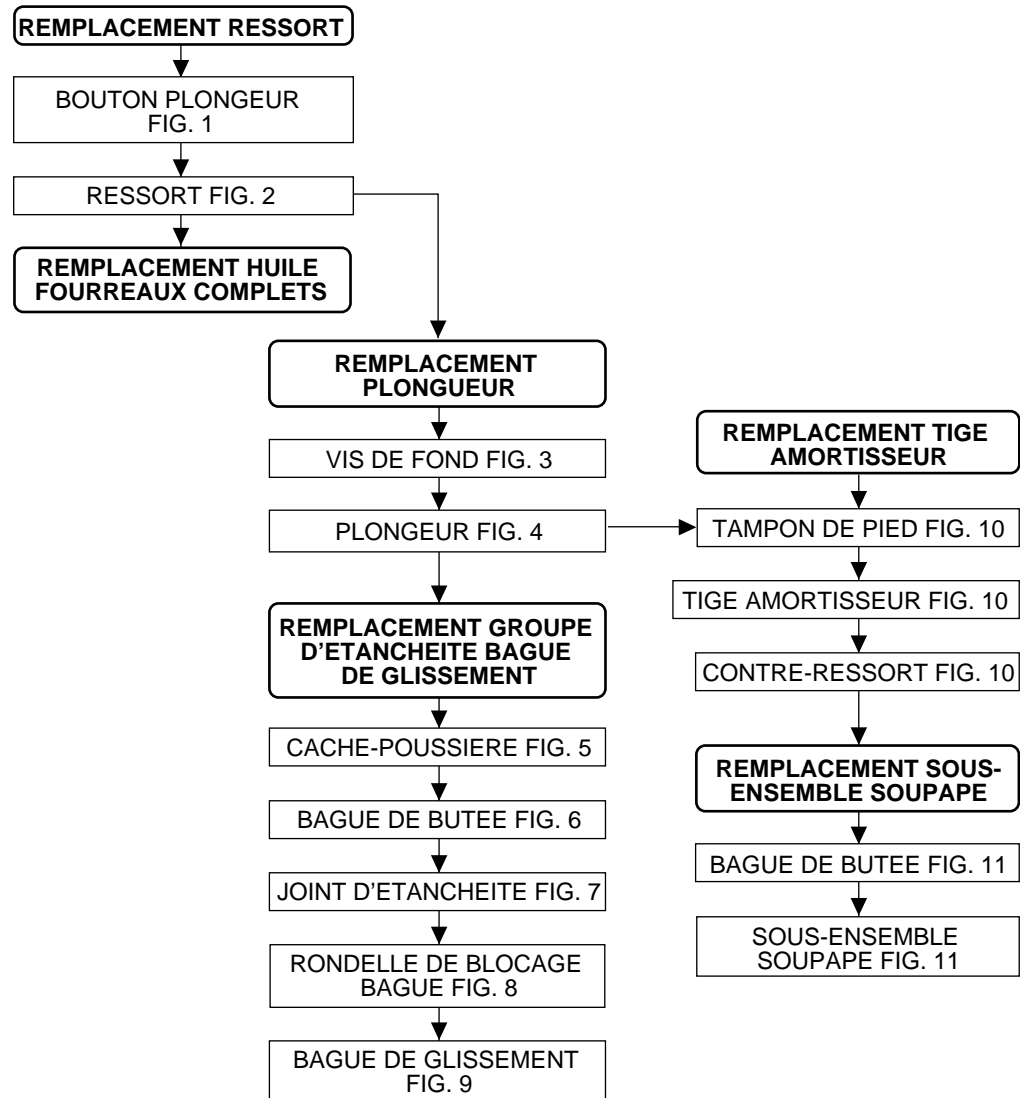 REMPLACEMENT RESSORT
BOUTON PLONGEUR
FIG. 1
RESSORT FIG. 2
REMPLACEMENT HUILE
FOURREAUX COMPLETS
REMPLACEMENT
PLONGUEUR
VIS DE FOND FIG. 3
PLONGEUR FIG. 4
REMPLACEMENT GROUPE
D'ETANCHEITE BAGUE
DE GLISSEMENT
CACHE-POUSSIERE FIG. 5
BAGUE DE BUTEE FIG. 6
JOINT D'ETANCHEITE FIG. 7
RONDELLE DE BLOCAGE
BAGUE FIG. 8
BAGUE DE GLISSEMENT
FIG. 9
REMPLACEMENT TIGE
AMORTISSEUR
TAMPON DE PIED FIG. 10
TIGE AMORTISSEUR FIG. 10
CONTRE-RESSORT FIG. 10
REMPLACEMENT SOUS-
ENSEMBLE SOUPAPE
BAGUE DE BUTEE FIG. 11
SOUS-ENSEMBLE
SOUPAPE FIG. 11